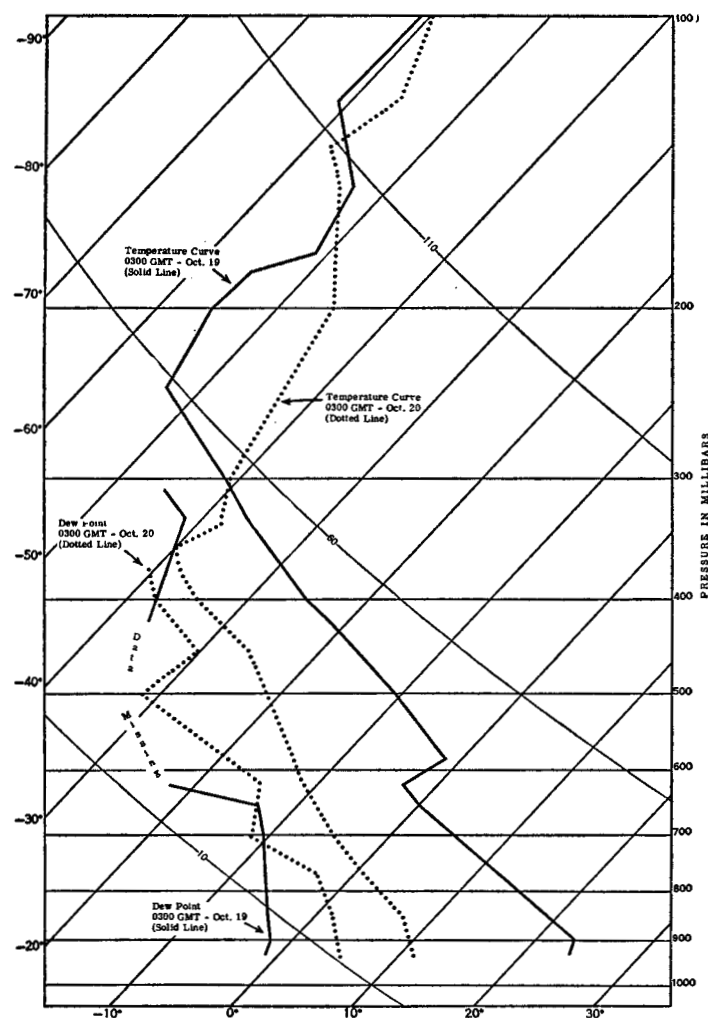 100)
-90°
-80°
110
Temperature Curve
0300 GMT - Oct. 19
(Solid Line)
-70°
200
Temperature Curve
0300 GMT - Oct. 20
(Dotted Line)
-60°
300
PRESSURE IN MILLIBARS
Dew Point
0300 GMT - Oct. 20
(Dotted Line)
60
-50°
400
Data
-40°
500
Missing
600
-30°
700
10
800
Dew Point
0300 GMT - Oct. 19
(Solid Line)
-20°
900
1000
-10°
0°
10°
20°
30°